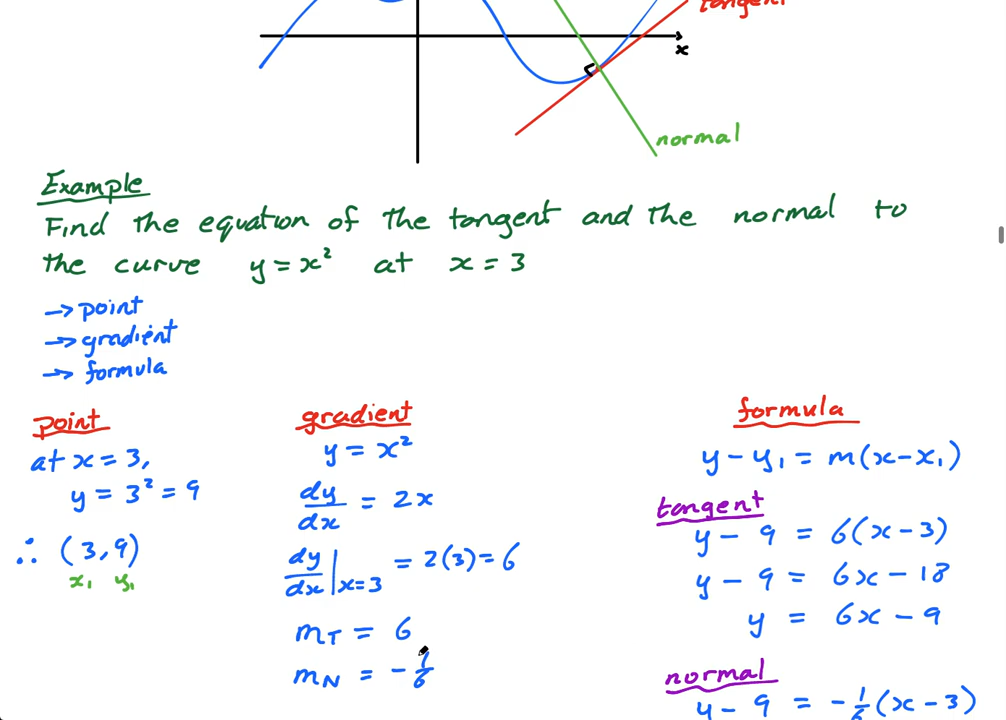 tangent
x
normal
Example
Find the equation of the tangent and the normal to
the curve y = x² at x = 3
→ point
→ gradient
→ formula
point
at x = 3,
y = 3² = 9
∴ (3, 9)
x₁ y₁
gradient
y = x²
dy/dx = 2x
dy/dx |x=3 = 2(3) = 6
mT = 6
mN = -1/6
formula
y - y₁ = m(x - x₁)
tangent
y - 9 = 6(x - 3)
y - 9 = 6x - 18
y = 6x - 9
normal
y - 9 = -1/6 (x - 3)